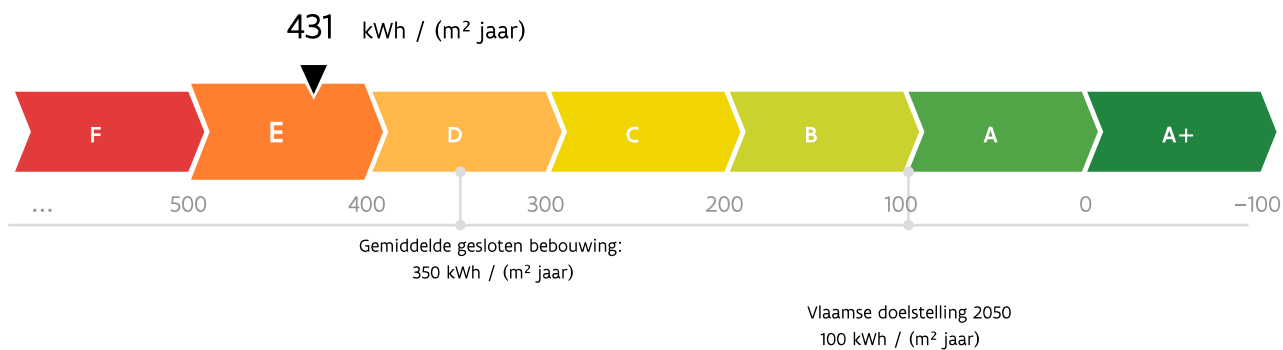 431 kWh / (m² jaar)
F E D C B A A+
... 500 400 300 200 100 0 –100
Gemiddelde gesloten bebouwing:
350 kWh / (m² jaar)
Vlaamse doelstelling 2050
100 kWh / (m² jaar)